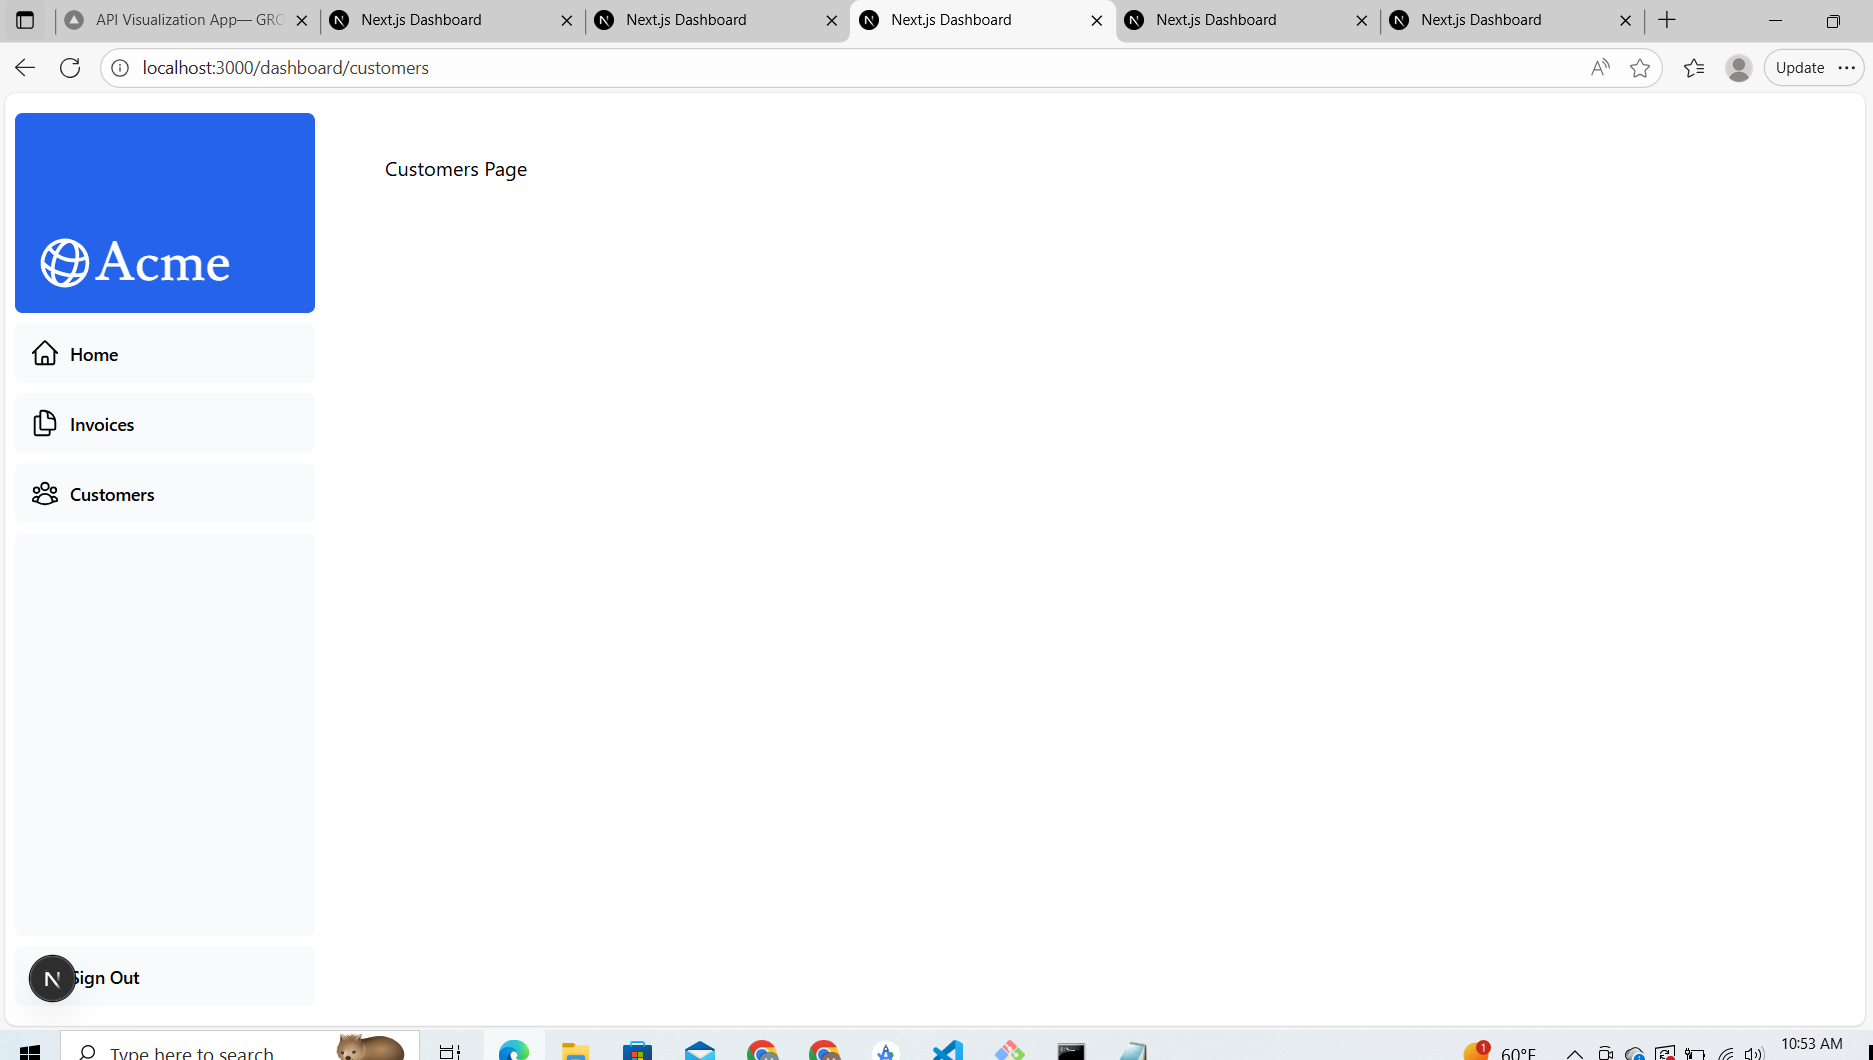 API Visualization App— GRO
Next.js Dashboard
Next.js Dashboard
Next.js Dashboard
Next.js Dashboard
Next.js Dashboard
localhost:3000/dashboard/customers
Update
Acme
Customers Page
Home
Invoices
Customers
N
Sign Out
Type here to search
1
60°F
10:53 AM